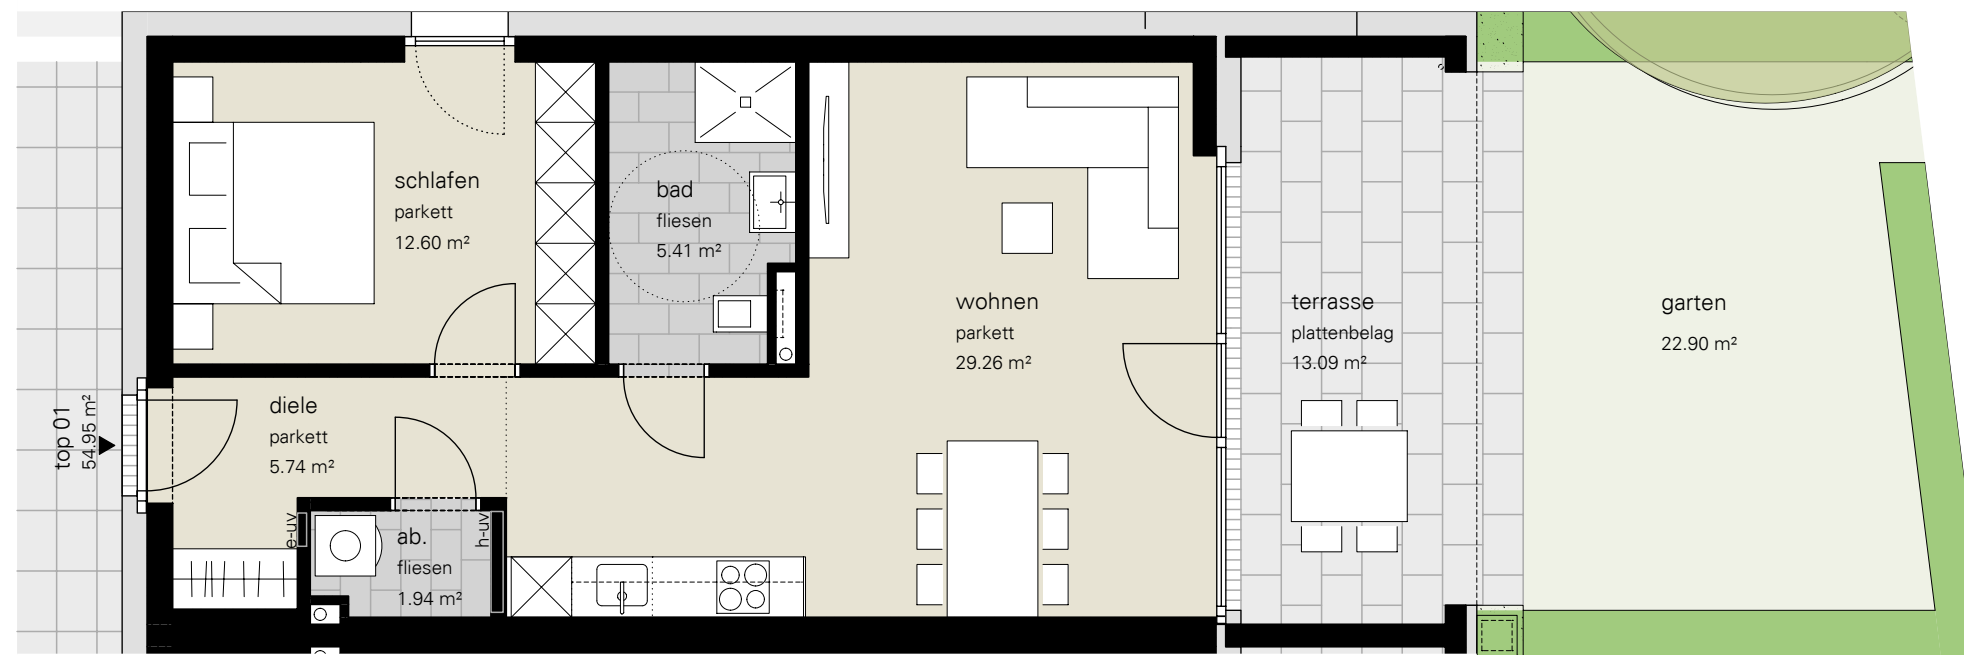 schlafen
parkett
12.60 m²
bad
fliesen
5.41 m²
wohnen
parkett
29.26 m²
terrasse
plattenbelag
13.09 m²
garten
22.90 m²
top 01
54.95 m²
diele
parkett
5.74 m²
e-uv
ab.
fliesen
1.94 m²
h-uv